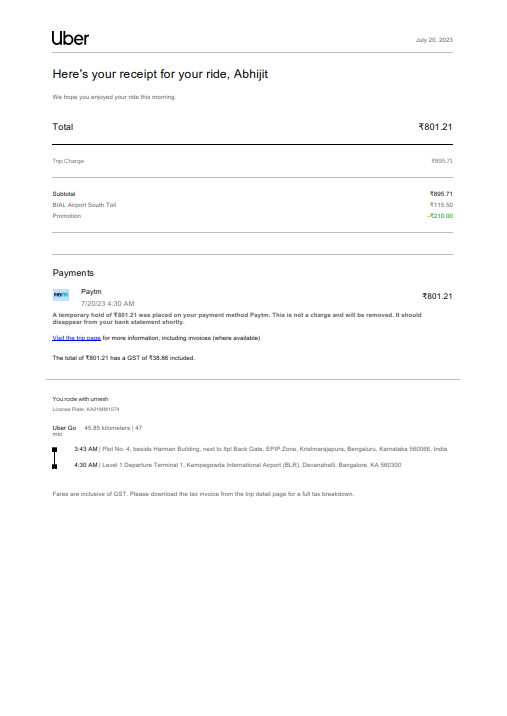 Uber
July 20, 2023
Here's your receipt for your ride, Abhijit
We hope you enjoyed your ride this morning.
Total ₹801.21
Trip Charge ₹895.71
Subtotal ₹895.71
BIAL Airport South Toll ₹115.50
Promotion -₹210.00
Payments
Paytm
Paytm
₹801.21
7/20/23 4:30 AM
A temporary hold of ₹801.21 was placed on your payment method Paytm. This is not a charge and will be removed. It should
disappear from your bank statement shortly.
Visit the trip page for more information, including invoices (where available)
The total of ₹801.21 has a GST of ₹38.86 included.
You rode with umesh
License Plate: KA01MM1074
Uber Go 45.85 kilometers | 47
min
3:43 AM | Plot No. 4, beside Harman Building, next to Itpl Back Gate, EPIP Zone, Krishnarajapura, Bengaluru, Karnataka 560066, India
4:30 AM | Level 1 Departure Terminal 1, Kempegowda International Airport (BLR), Devanahalli, Bangalore, KA 560300
Fares are inclusive of GST. Please download the tax invoice from the trip detail page for a full tax breakdown.